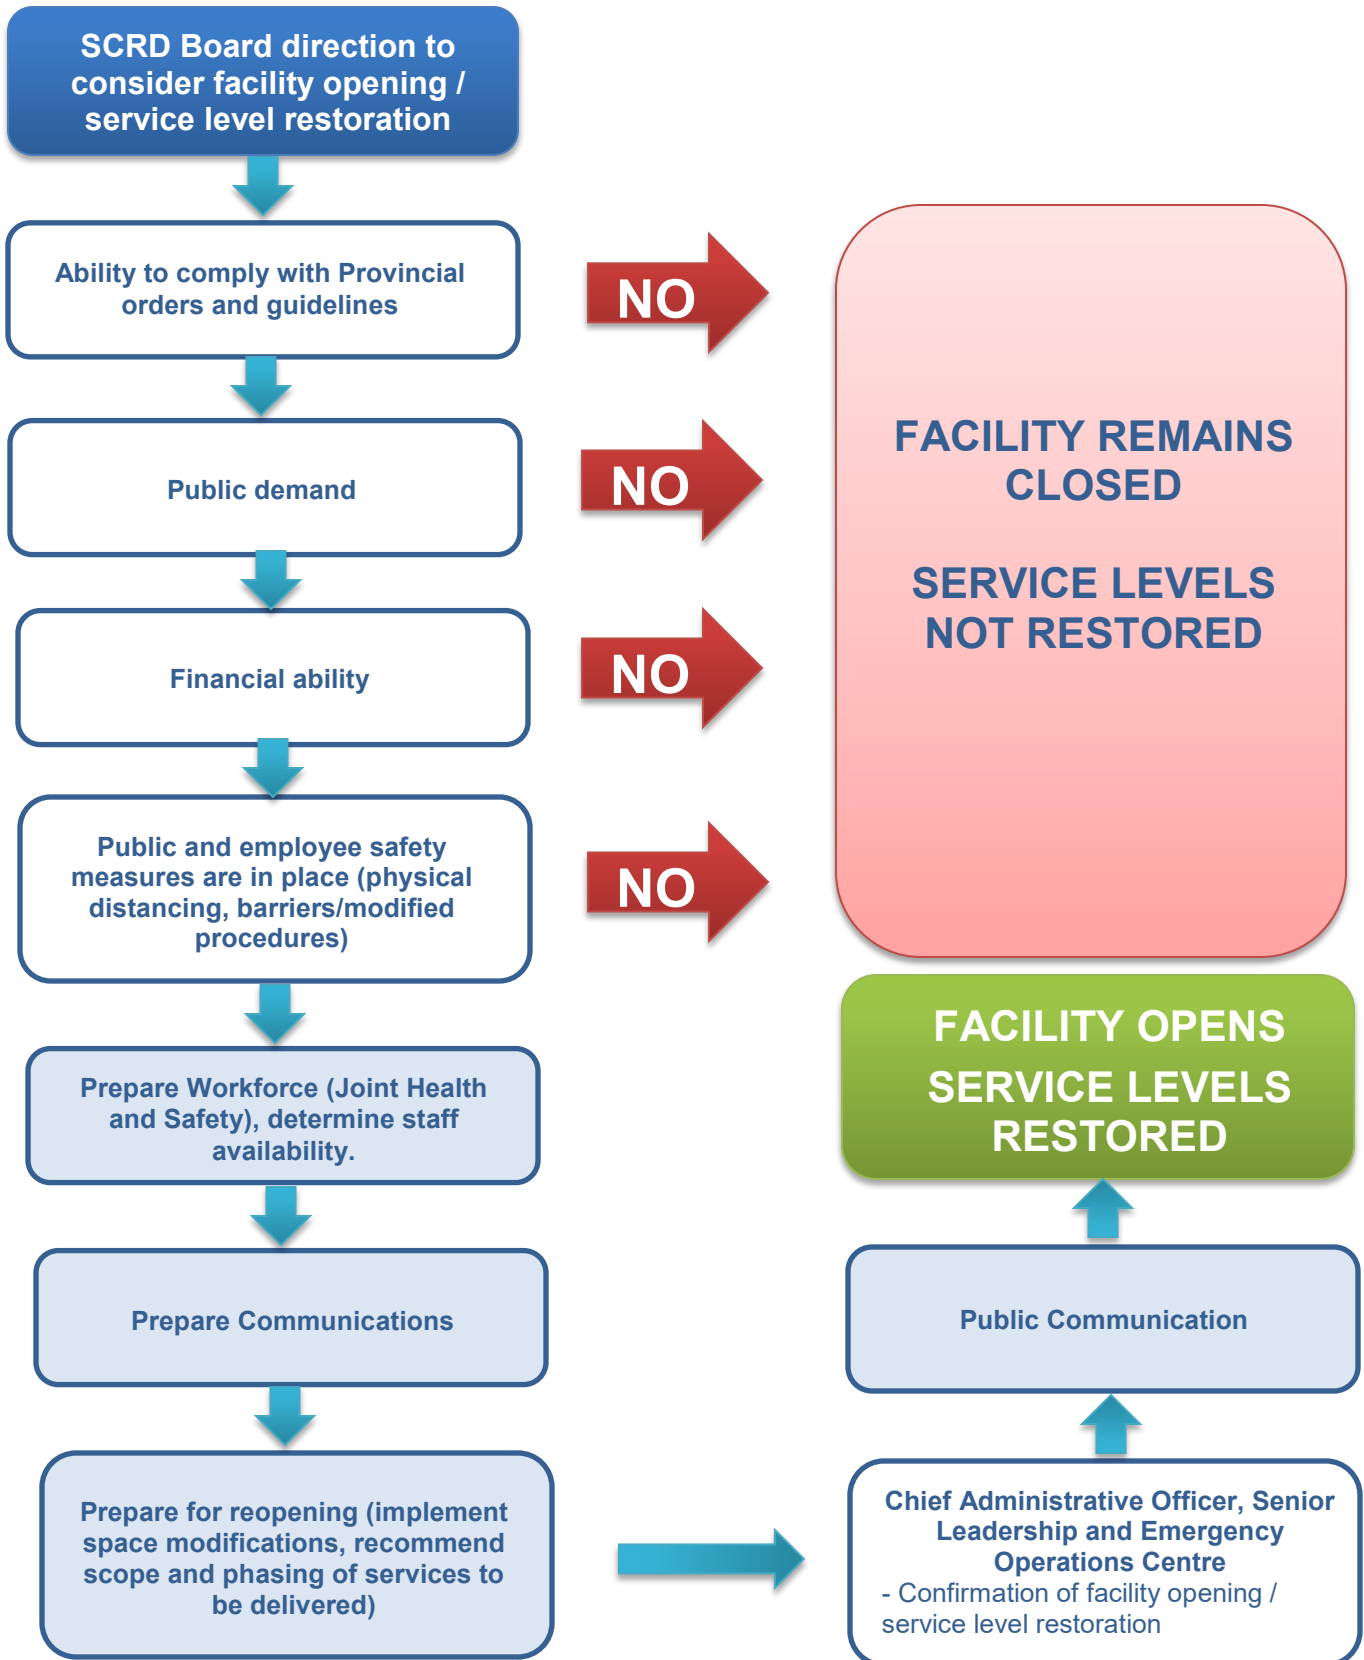 SCRD Board direction to
consider facility opening /
service level restoration
Ability to comply with Provincial
orders and guidelines
NO
Public demand
NO
Financial ability
NO
Public and employee safety
measures are in place (physical
distancing, barriers/modified
procedures)
NO
FACILITY REMAINS
CLOSED
SERVICE LEVELS
NOT RESTORED
Prepare Workforce (Joint Health
and Safety), determine staff
availability.
Prepare Communications
Prepare for reopening (implement
space modifications, recommend
scope and phasing of services to
be delivered)
Chief Administrative Officer, Senior
Leadership and Emergency
Operations Centre
- Confirmation of facility opening /
service level restoration
Public Communication
FACILITY OPENS
SERVICE LEVELS
RESTORED